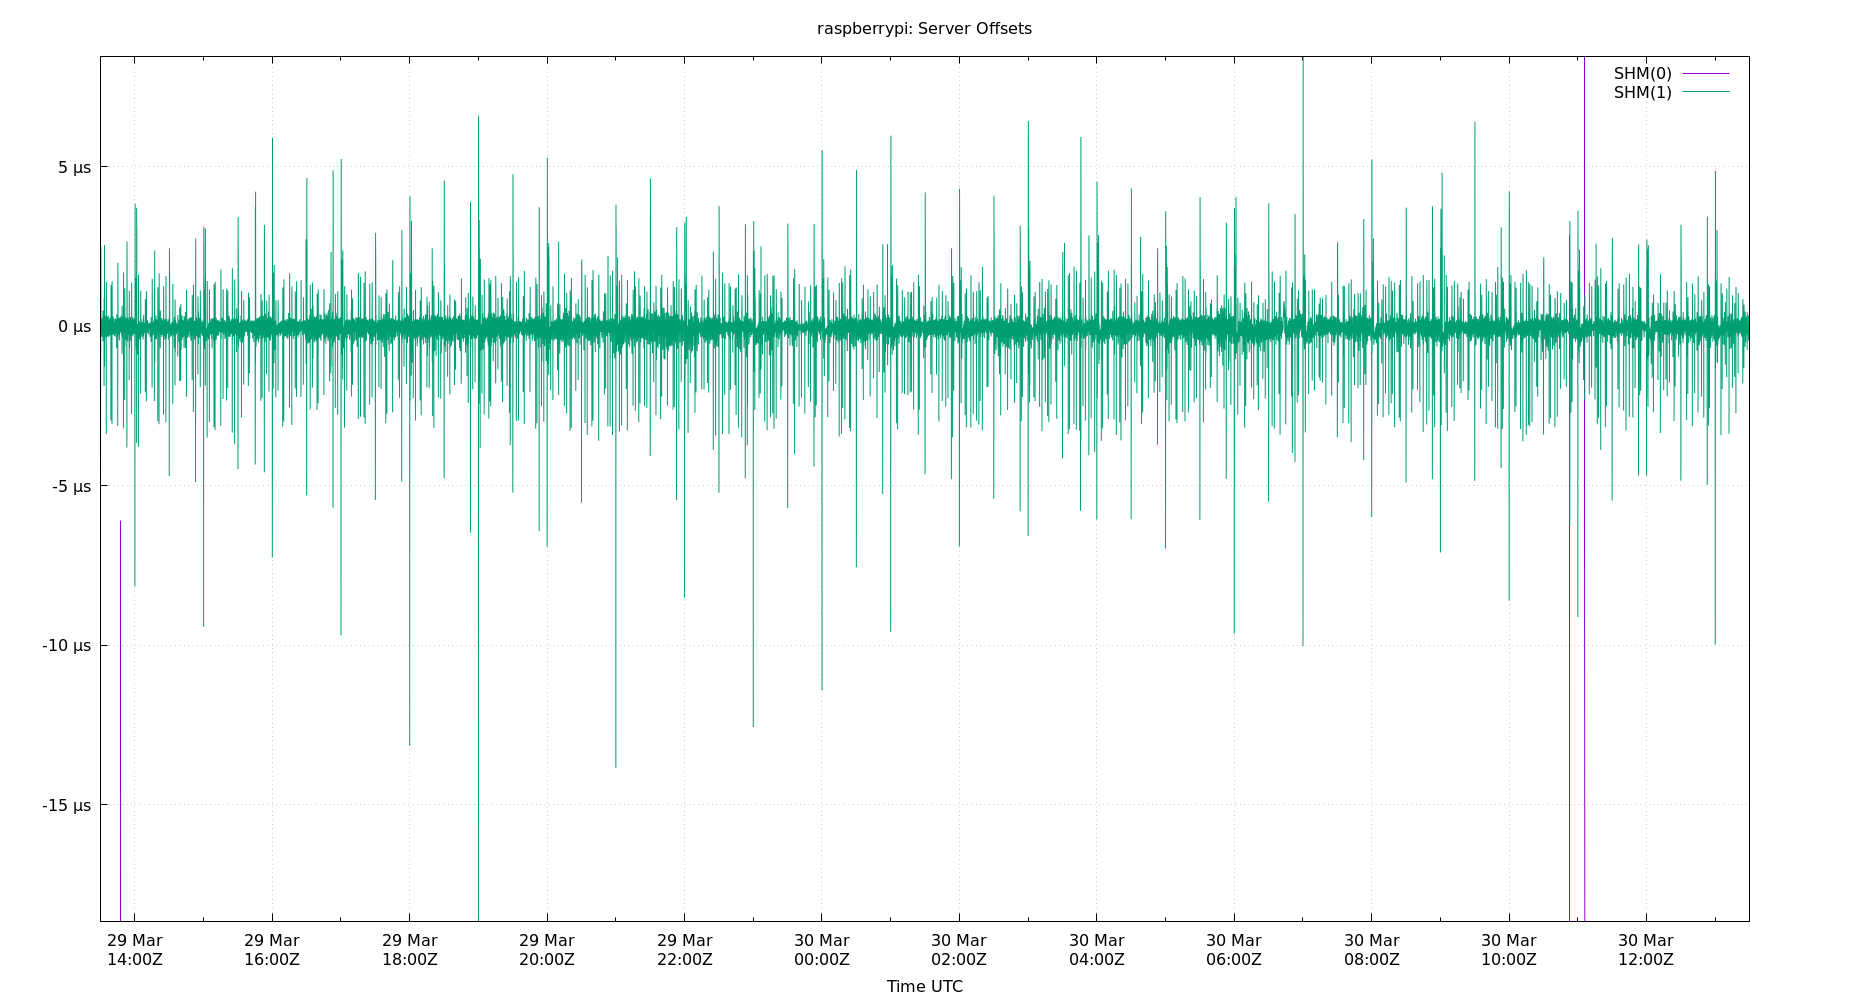 raspberrypi: Server Offsets
SHM(0)
SHM(1)
5 µs
0 µs
-5 µs
-10 µs
-15 µs
29 Mar 29 Mar 29 Mar 29 Mar 29 Mar 30 Mar 30 Mar 30 Mar 30 Mar 30 Mar 30 Mar 30 Mar
14:00Z 16:00Z 18:00Z 20:00Z 22:00Z 00:00Z 02:00Z 04:00Z 06:00Z 08:00Z 10:00Z 12:00Z
Time UTC